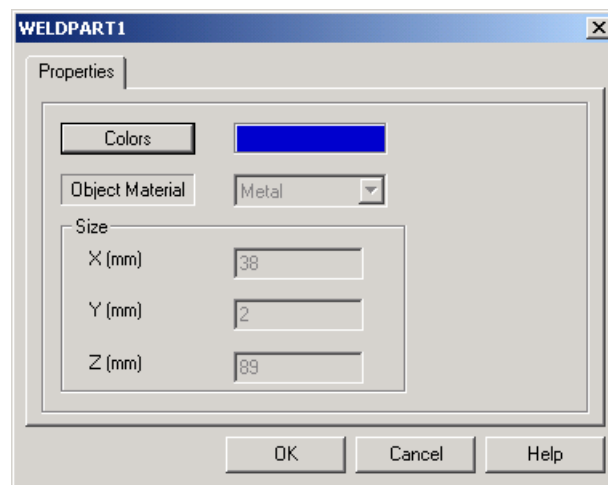 WELDPART1
Properties
Colors
Object Material Metal
Size
X (mm) 38
Y (mm) 2
Z (mm) 89
OK Cancel Help